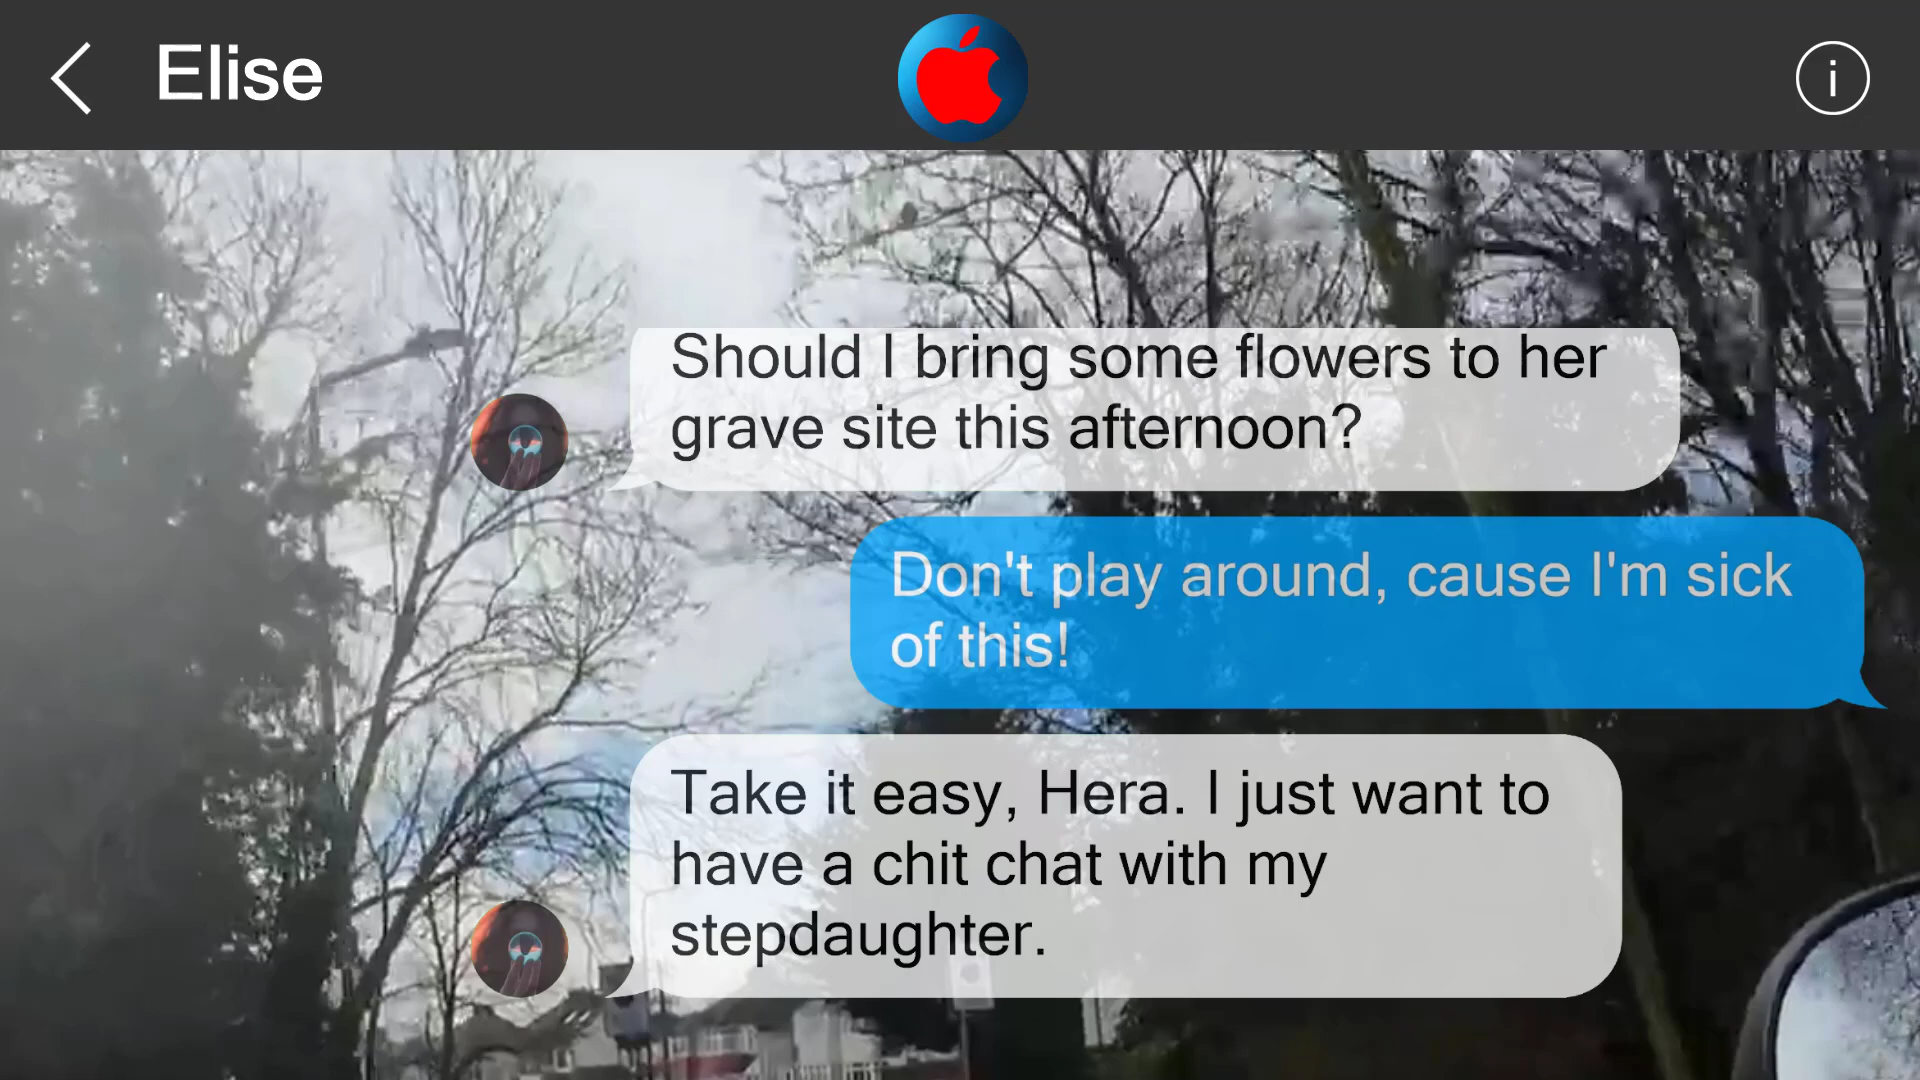 Elise
i
Should I bring some flowers to her
grave site this afternoon?
Don't play around, cause I'm sick
of this!
Take it easy, Hera. I just want to
have a chit chat with my
stepdaughter.